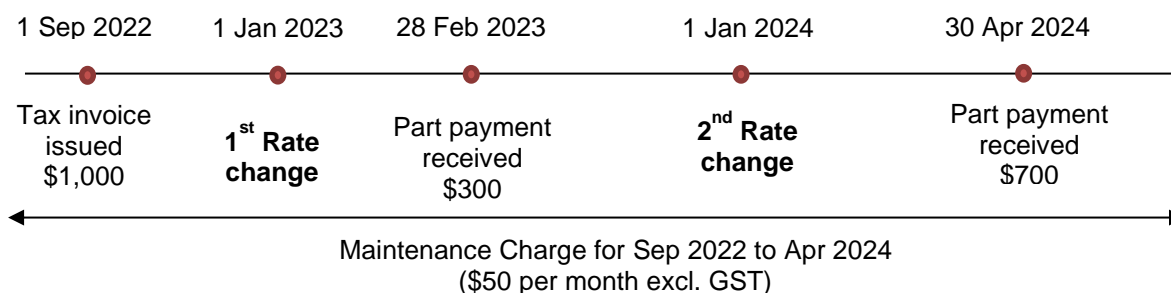 1 Sep 2022 1 Jan 2023 28 Feb 2023 1 Jan 2024 30 Apr 2024
Tax invoice
issued
$1,000
1st Rate
change
Part payment
received
$300
2nd Rate
change
Part payment
received
$700
Maintenance Charge for Sep 2022 to Apr 2024
($50 per month excl. GST)